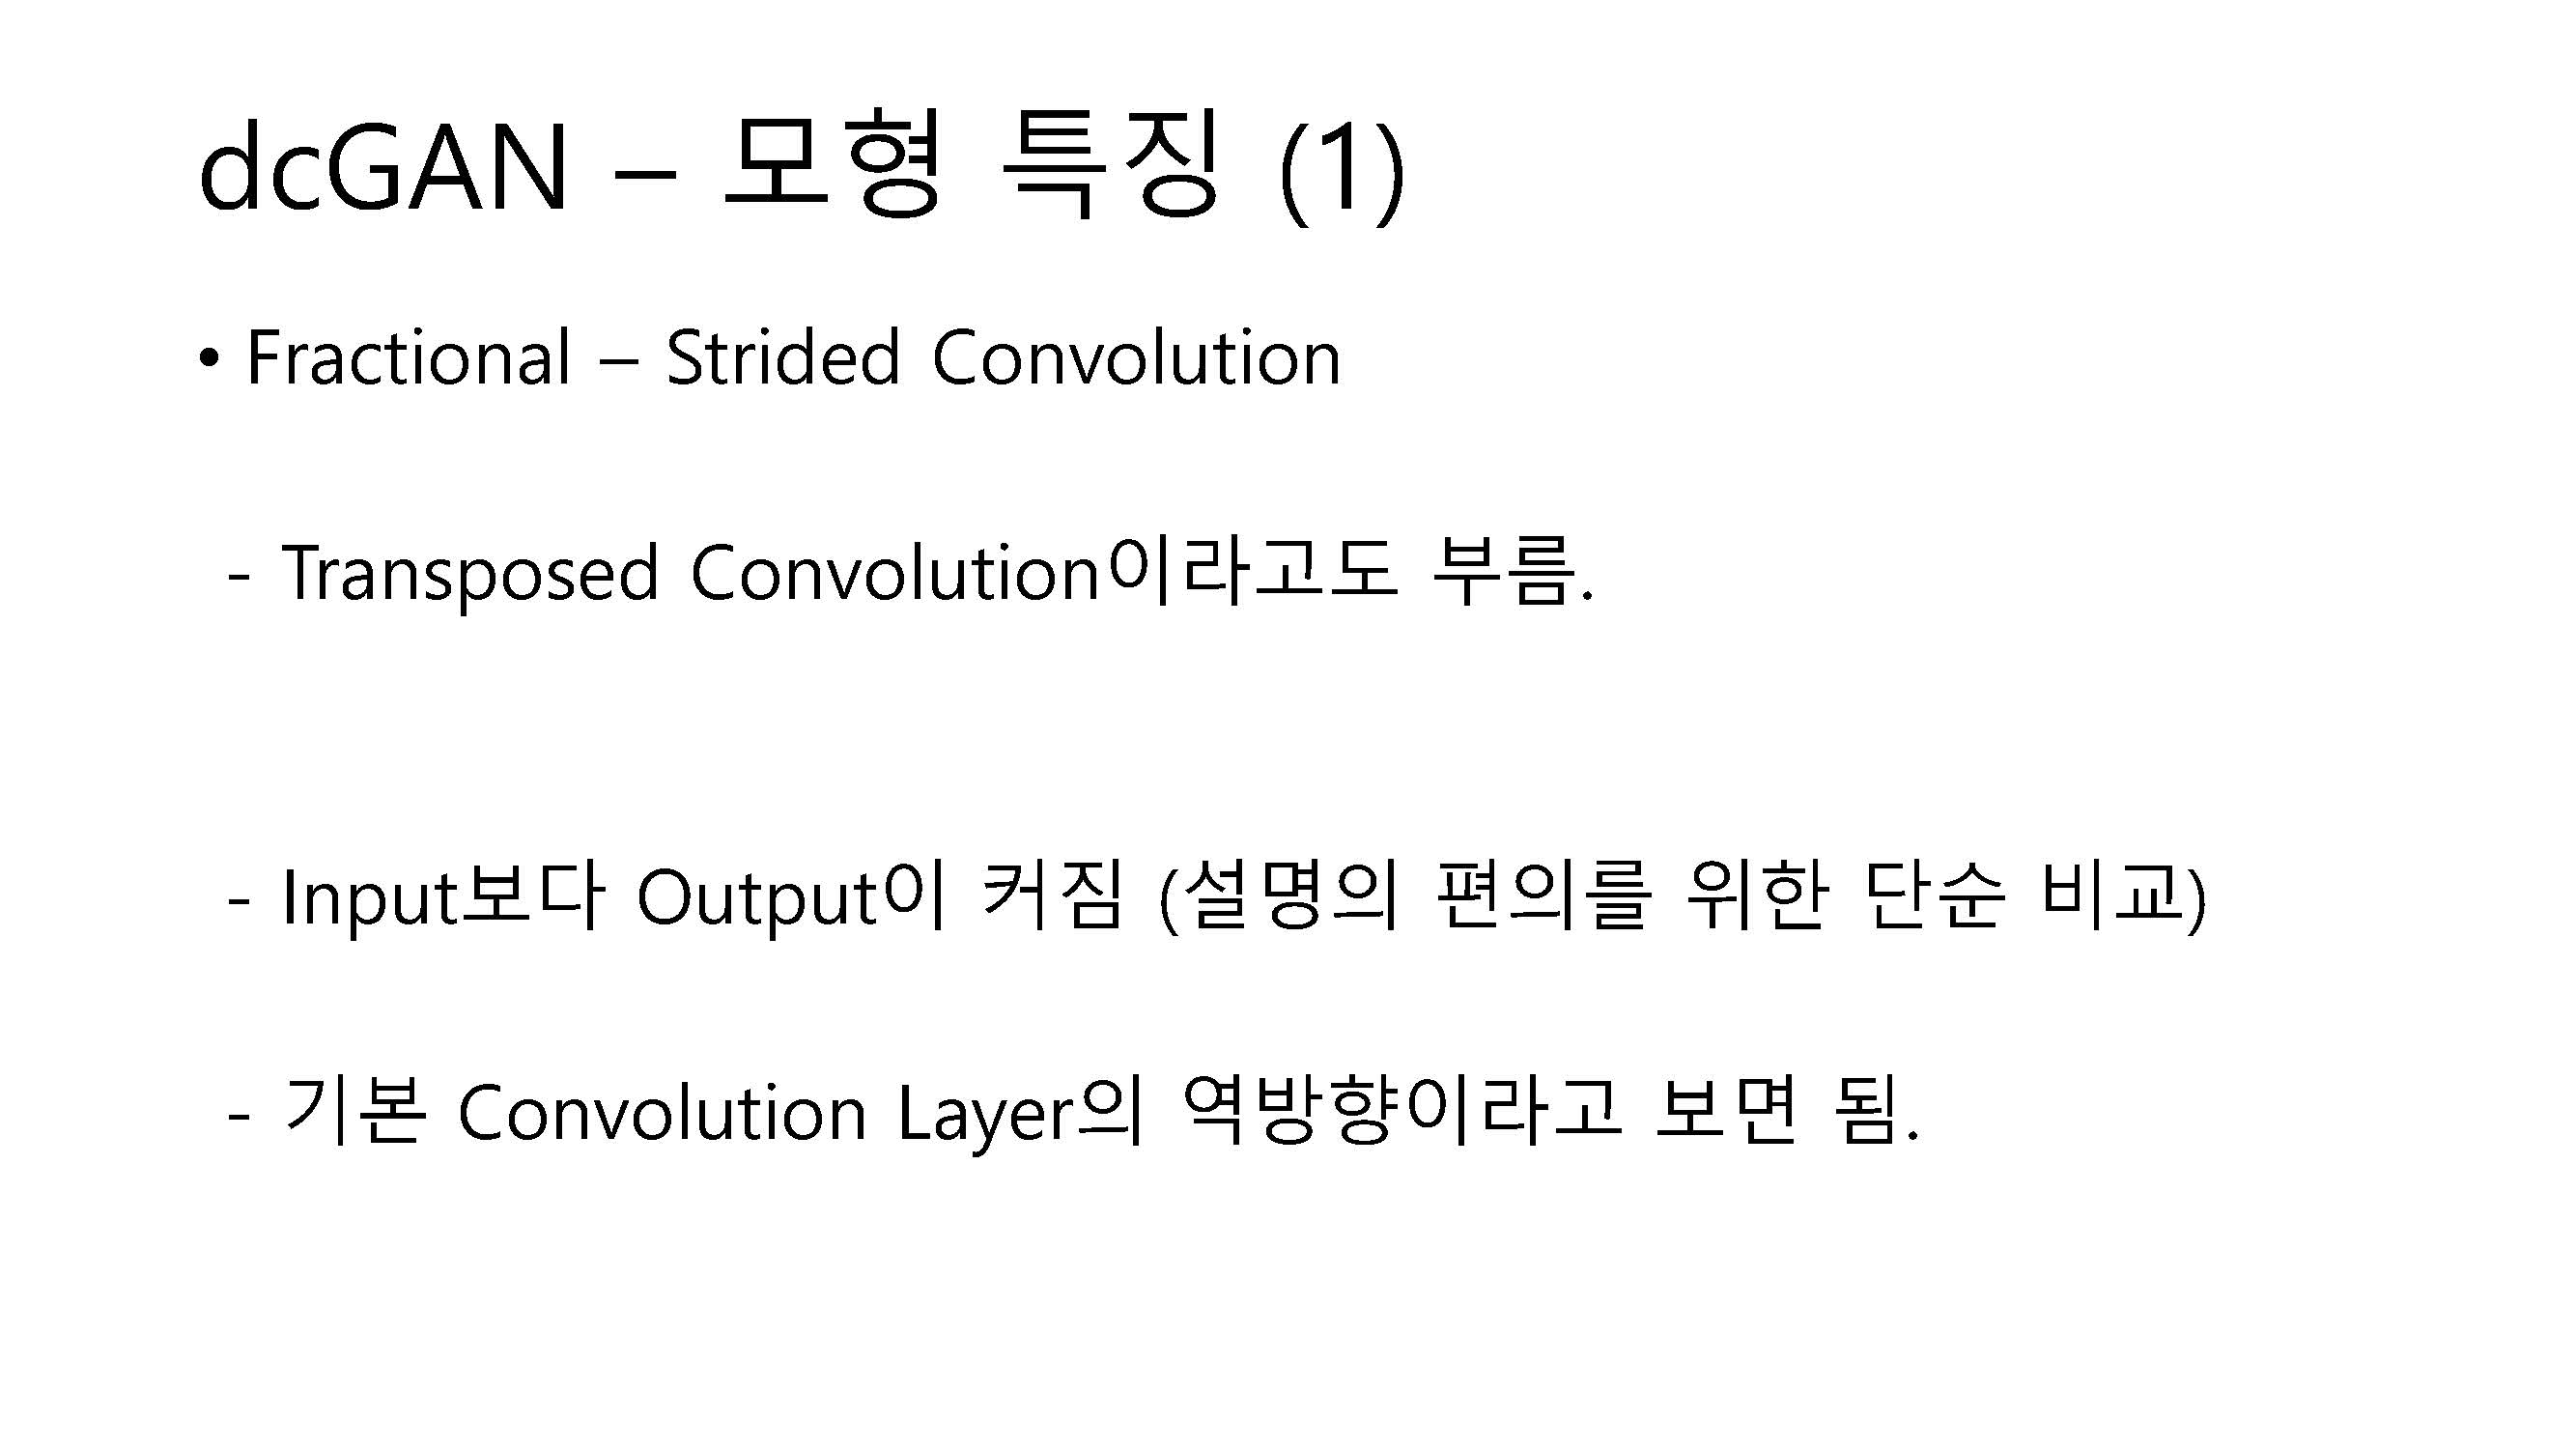 dcGAN – 모형 특징 (1)
• Fractional – Strided Convolution
- Transposed Convolution이라고도 부름.
- Input보다 Output이 커짐 (설명의 편의를 위한 단순 비교)
- 기본 Convolution Layer의 역방향이라고 보면 됨.